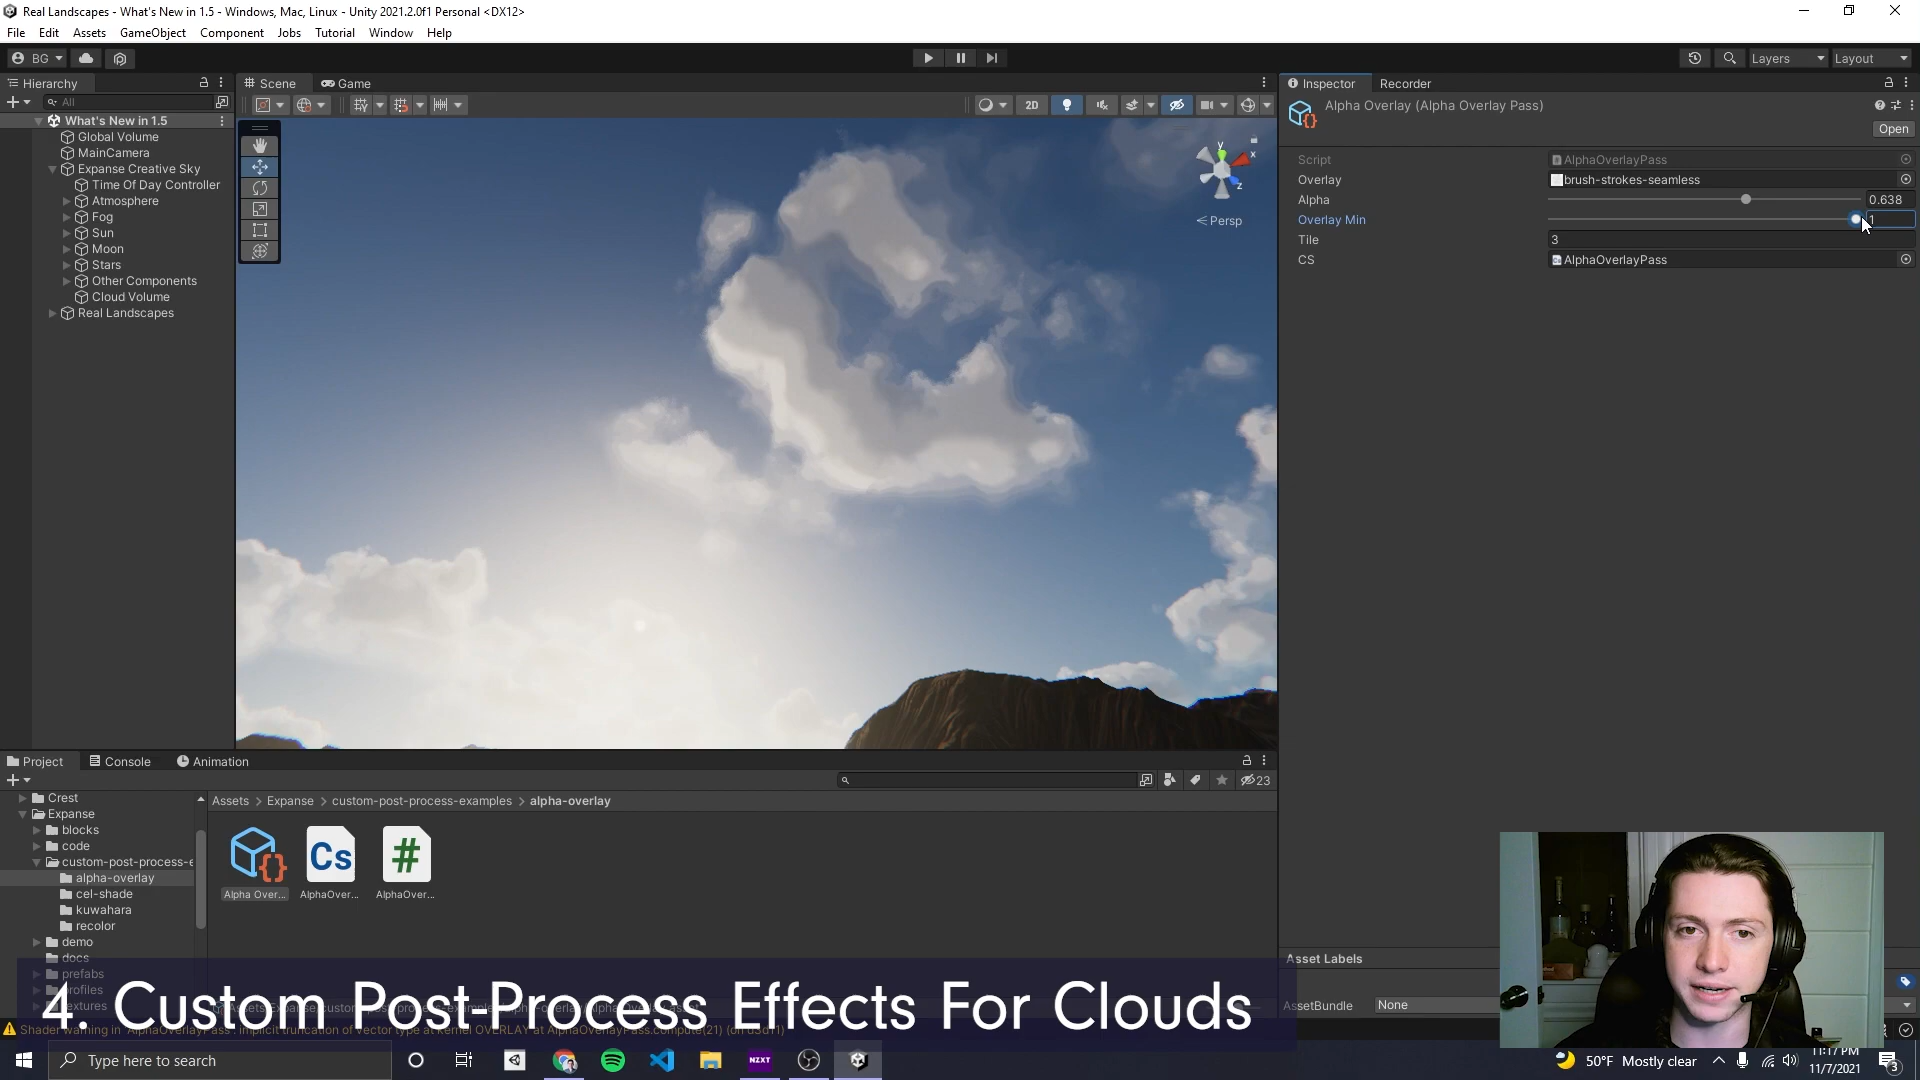 Real Landscapes - What's New in 1.5 - Windows, Mac, Linux - Unity 2021.2.0f1 Personal <DX12>
File Edit Assets GameObject Component Jobs Tutorial Window Help
BG
Layers
Layout
Hierarchy
All
What's New in 1.5
Global Volume
MainCamera
Expanse Creative Sky
Time Of Day Controller
Atmosphere
Fog
Sun
Moon
Stars
Other Components
Cloud Volume
Real Landscapes
Scene
Game
2D
y
x
z
Persp
Inspector
Recorder
Alpha Overlay (Alpha Overlay Pass)
Open
Script AlphaOverlayPass
Overlay brush-strokes-seamless
Alpha 0.638
Overlay Min 1
Tile 3
CS AlphaOverlayPass
Project
Console
Animation
23
Crest
Expanse
blocks
code
custom-post-process-e
alpha-overlay
cel-shade
kuwahara
recolor
demo
docs
prefabs
Assets > Expanse > custom-post-process-examples > alpha-overlay
Alpha Over...
Cs
AlphaOver...
#
AlphaOver...
Asset Labels
AssetBundle None
4. Custom Post-Process Effects For Clouds
Type here to search
NZXT
50°F Mostly clear
11:17 PM
11/7/2021
3